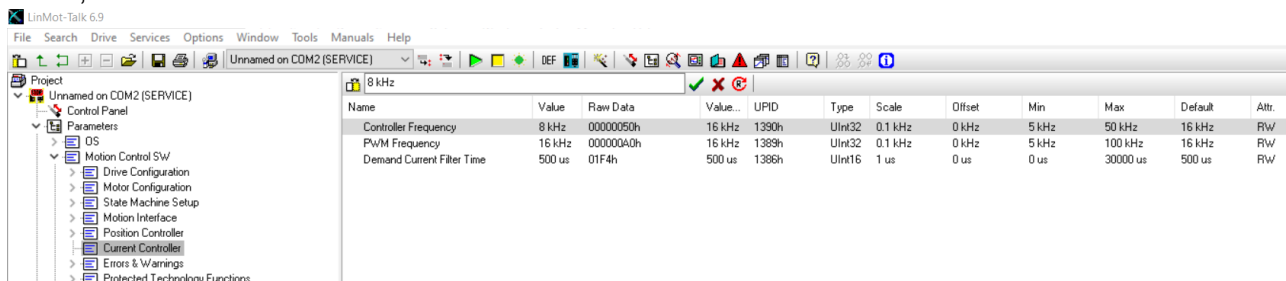 LinMot-Talk 6.9
File Search Drive Services Options Window Tools Manuals Help
Unnamed on COM2 (SERVICE) DEF
Project
8 kHz
Unnamed on COM2 (SERVICE)
Control Panel
Parameters
OS
Motion Control SW
Drive Configuration
Motor Configuration
State Machine Setup
Motion Interface
Position Controller
Current Controller
Errors & Warnings
Protected Technology Functions
Name Value Raw Data Value... UPID Type Scale Offset Min Max Default Attr.
Controller Frequency 8 kHz 00000050h 16 kHz 1390h UInt32 0.1 kHz 0 kHz 5 kHz 50 kHz 16 kHz RW
PWM Frequency 16 kHz 000000A0h 16 kHz 1389h UInt32 0.1 kHz 0 kHz 5 kHz 100 kHz 16 kHz RW
Demand Current Filter Time 500 us 01F4h 500 us 1386h UInt16 1 us 0 us 0 us 30000 us 500 us RW